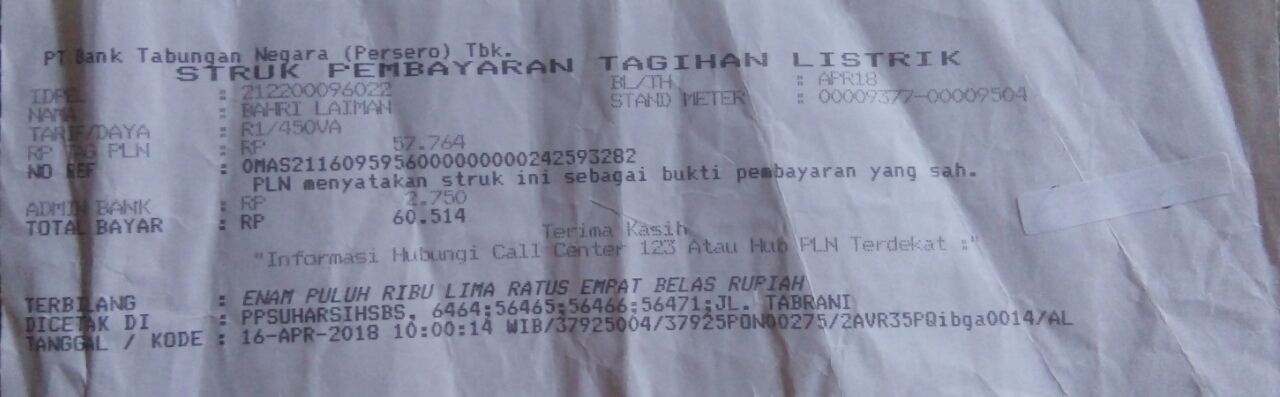 PT Bank Tabungan Negara (Persero) Tbk.
STRUK PEMBAYARAN TAGIHAN LISTRIK
IDPEL : 212200096022 BL/TH : APR18
NAMA : BAHRI LAIMAN STAND METER : 00009377-00009504
TARIF/DAYA : R1/450VA
RP TAG PLN : RP 57.764
NO REF : 0MAS21160959560000000000242593282
PLN menyatakan struk ini sebagai bukti pembayaran yang sah.
ADMIN BANK : RP 2.750
TOTAL BAYAR : RP 60.514
Terima Kasih
"Informasi Hubungi Call Center 123 Atau Hub PLN Terdekat :"
TERBILANG : ENAM PULUH RIBU LIMA RATUS EMPAT BELAS RUPIAH
DICETAK DI : PPSUHARSIHSBS, 6464;56465;56466;56471;JL. TABRANI
TANGGAL / KODE : 16-APR-2018 10:00:14 WIB/37925004/37925PON00275/2AVR35PQibga0014/AL